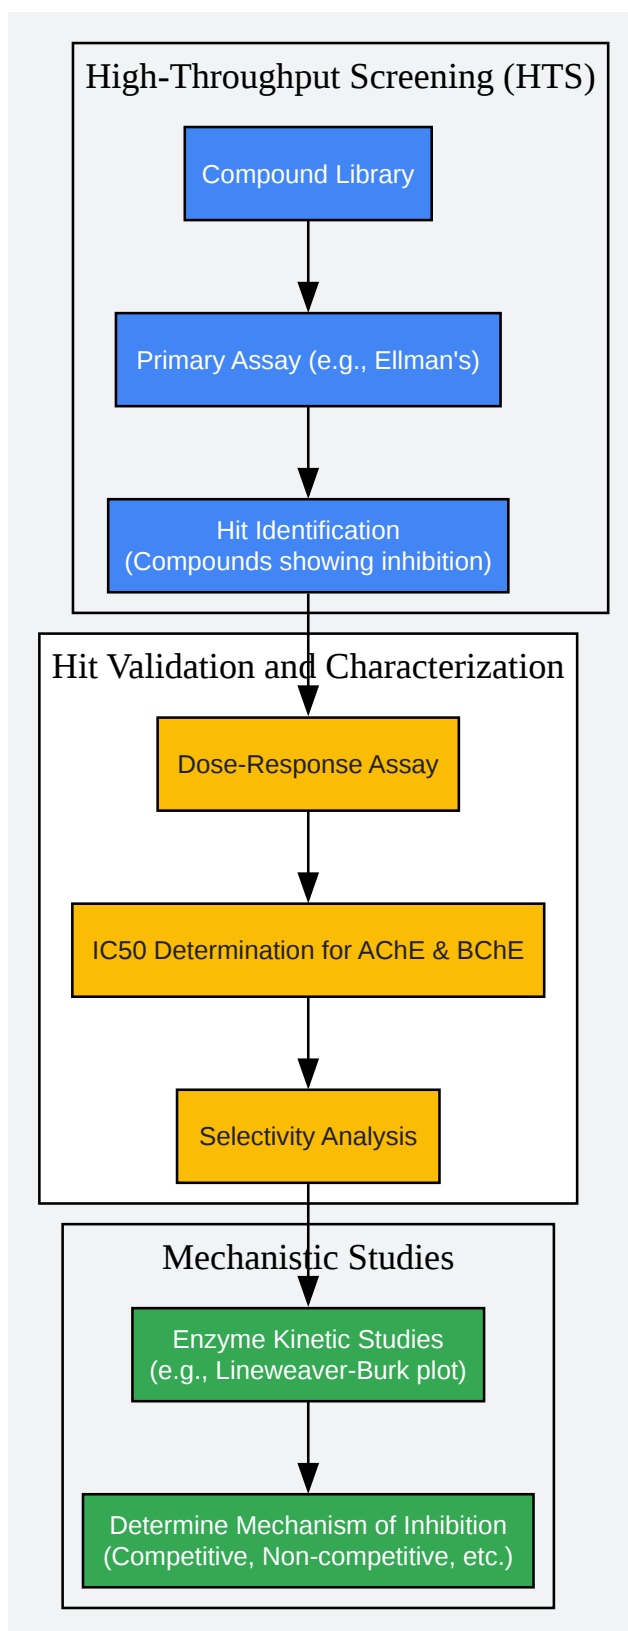 High-Throughput Screening (HTS)
Compound Library
Primary Assay (e.g., Ellman's)
Hit Identification
(Compounds showing inhibition)
Hit Validation and Characterization
Dose-Response Assay
IC50 Determination for AChE & BChE
Selectivity Analysis
Mechanistic Studies
Enzyme Kinetic Studies
(e.g., Lineweaver-Burk plot)
Determine Mechanism of Inhibition
(Competitive, Non-competitive, etc.)